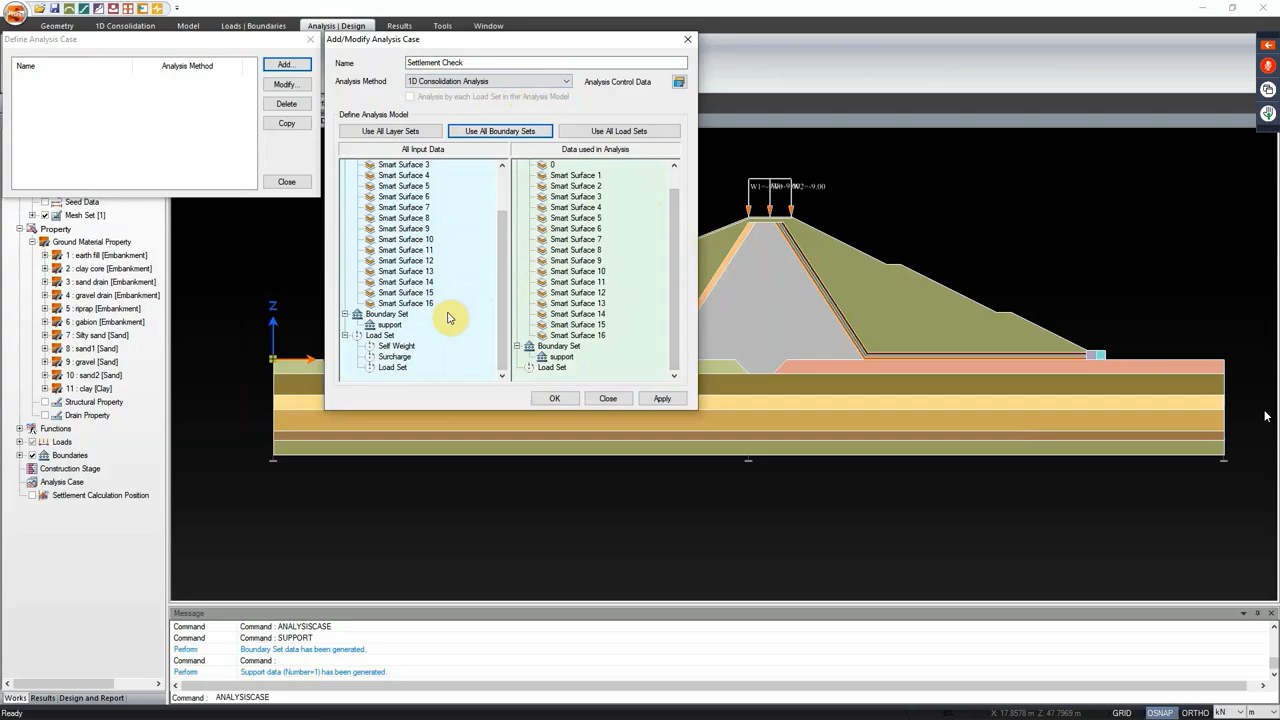 Geometry 1D Consolidation Model Loads | Boundaries Analysis | Design Results Tools Window
Define Analysis Case
Name Analysis Method
Add...
Modify...
Delete
Copy
Close
Add/Modify Analysis Case
Name Settlement Check
Analysis Method 1D Consolidation Analysis Analysis Control Data
Analysis by each Load Set in the Analysis Model
Define Analysis Model
Use All Layer Sets Use All Boundary Sets Use All Load Sets
All Input Data Data used in Analysis
Smart Surface 3
Smart Surface 4
Smart Surface 5
Smart Surface 6
Smart Surface 7
Smart Surface 8
Smart Surface 9
Smart Surface 10
Smart Surface 11
Smart Surface 12
Smart Surface 13
Smart Surface 14
Smart Surface 15
Smart Surface 16
Boundary Set
support
Load Set
Self Weight
Surcharge
Load Set
0
Smart Surface 1
Smart Surface 2
Smart Surface 3
Smart Surface 4
Smart Surface 5
Smart Surface 6
Smart Surface 7
Smart Surface 8
Smart Surface 9
Smart Surface 10
Smart Surface 11
Smart Surface 12
Smart Surface 13
Smart Surface 14
Smart Surface 15
Smart Surface 16
Boundary Set
support
Load Set
OK Close Apply
Seed Data
Mesh Set [1]
Property
Ground Material Property
1 : earth fill [Embankment]
2 : clay core [Embankment]
3 : sand drain [Embankment]
4 : gravel drain [Embankment]
5 : riprap [Embankment]
6 : gabion [Embankment]
7 : Silty sand [Sand]
8 : sand1 [Sand]
9 : gravel [Sand]
10 : sand2 [Sand]
11 : clay [Clay]
Structural Property
Drain Property
Functions
Loads
Boundaries
Construction Stage
Analysis Case
Settlement Calculation Position
Z
W2=-9.00
Message
Command Command : ANALYSISCASE
Command Command : SUPPORT
Perform Boundary Set data has been generated.
Command Command :
Perform Support data (Number=1) has been generated.
Command : ANALYSISCASE
Works Results Design and Report
Ready
X: 17.8578 m Z: 47.7969 m GRID OSNAP ORTHO kN m